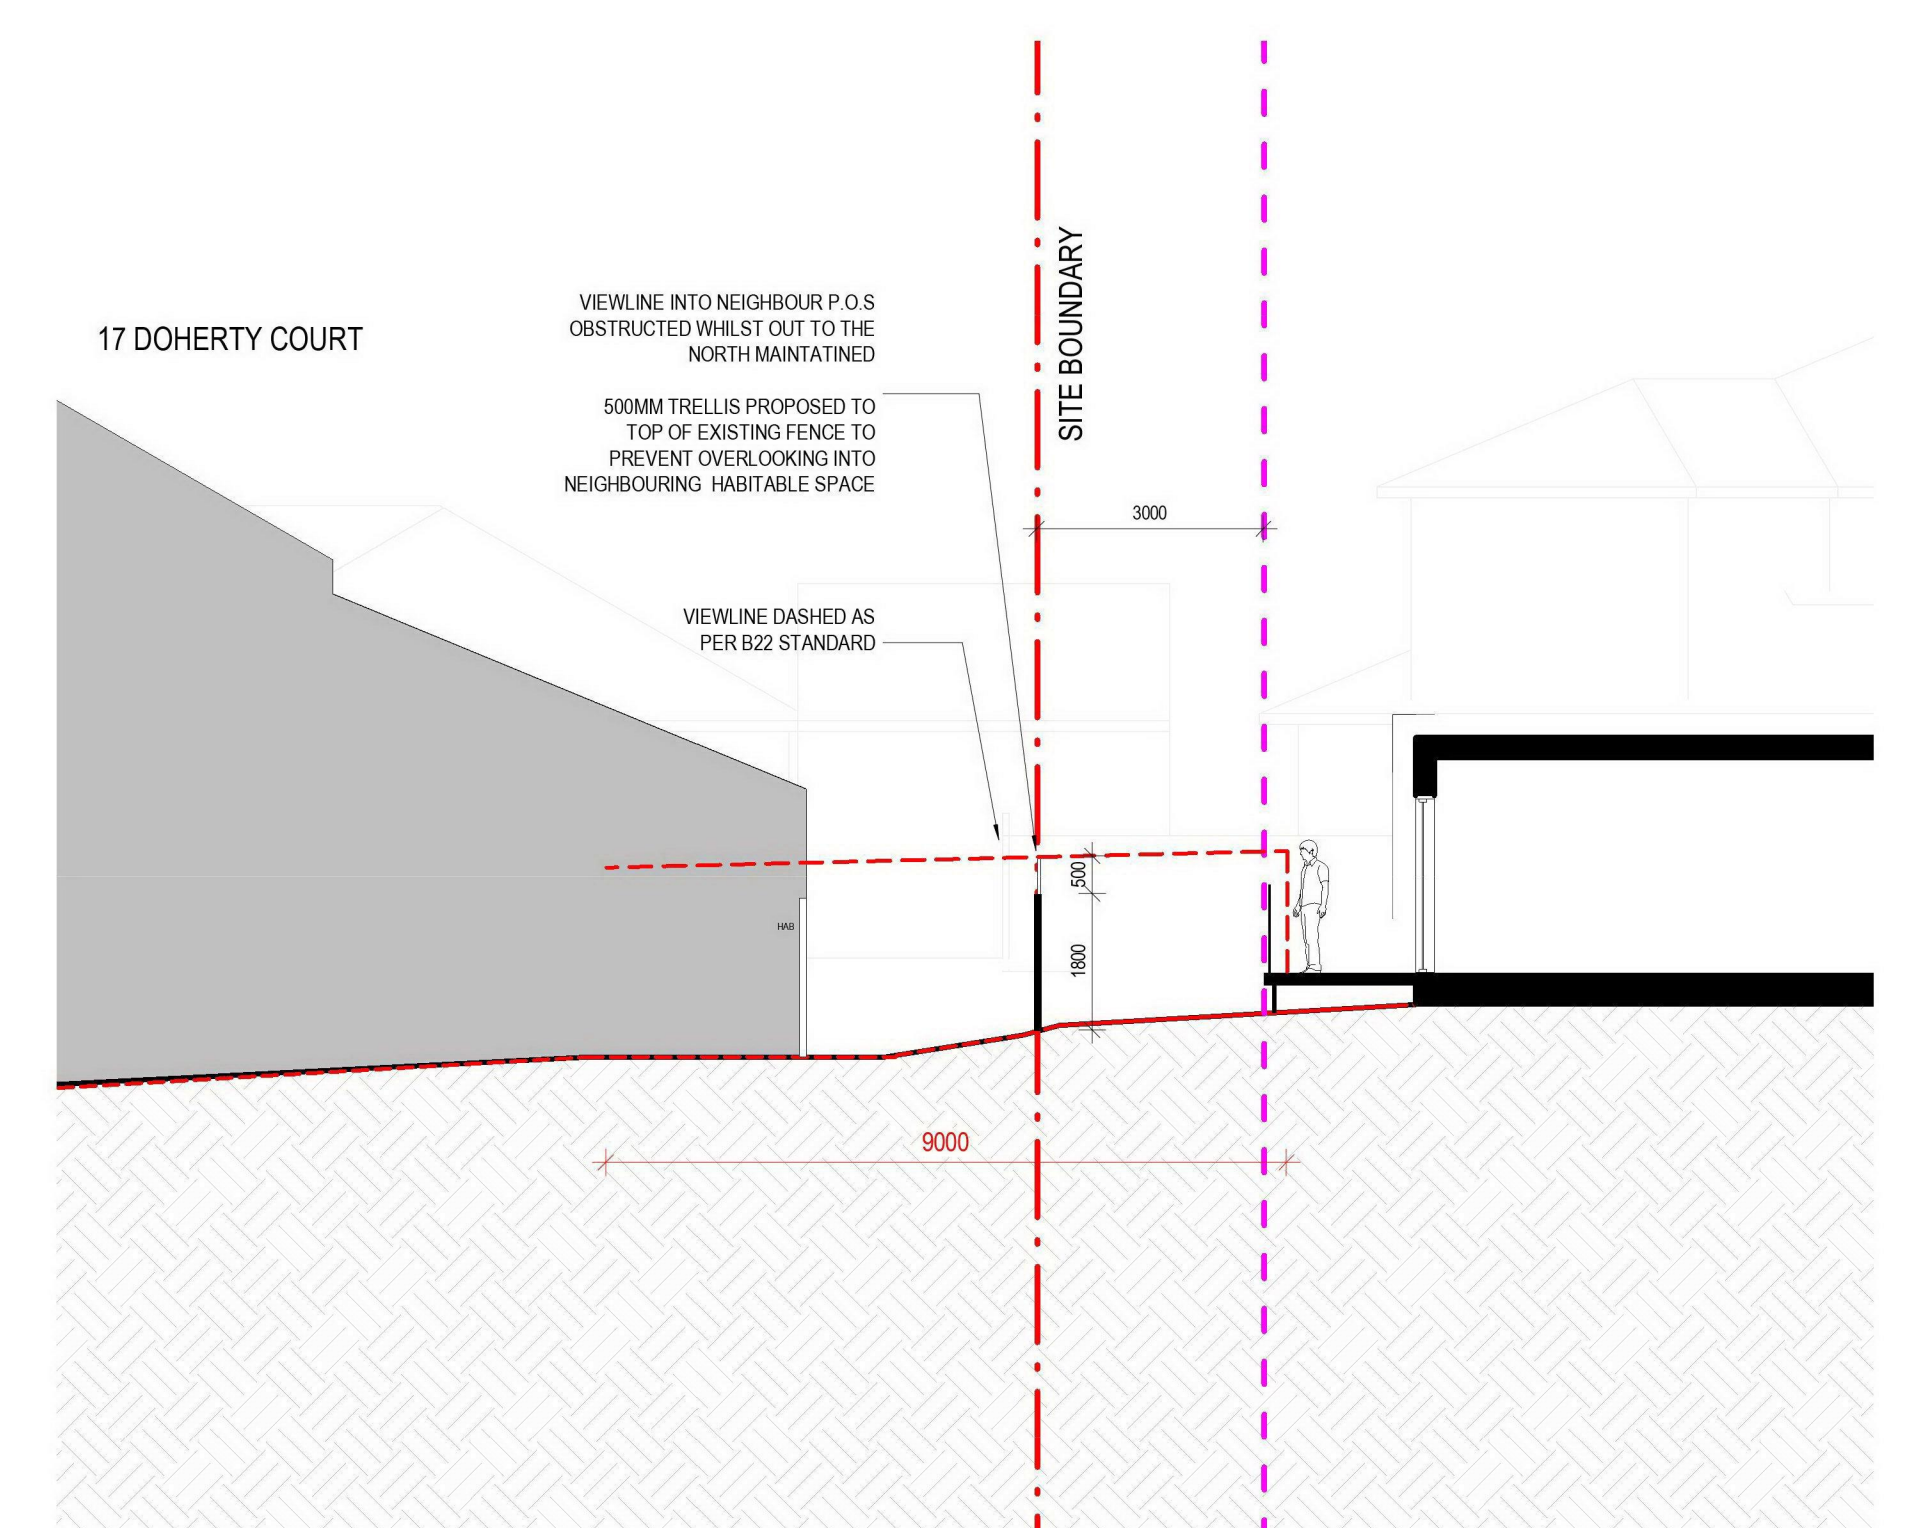 VIEWLINE INTO NEIGHBOUR P.O.S
OBSTRUCTED WHILST OUT TO THE
NORTH MAINTATINED
17 DOHERTY COURT
500MM TRELLIS PROPOSED TO
TOP OF EXISTING FENCE TO
PREVENT OVERLOOKING INTO
NEIGHBOURING HABITABLE SPACE
SITE BOUNDARY
3000
VIEWLINE DASHED AS
PER B22 STANDARD
500
HAB
1800
9000